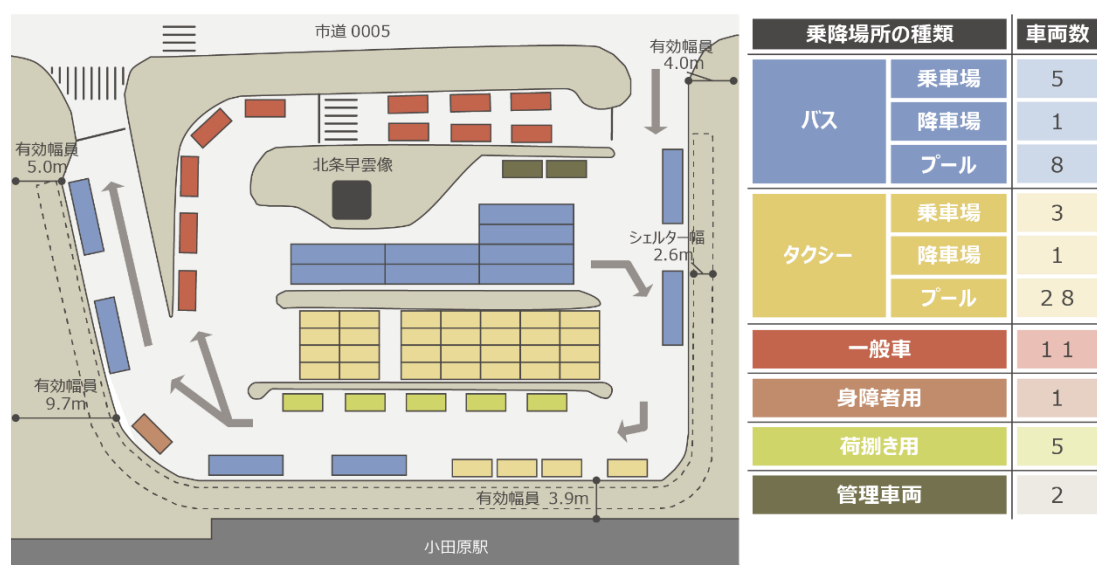 市道 0005
有効幅員
4.0m
有効幅員
5.0m
北条早雲像
シェルター幅
2.6m
有効幅員
9.7m
有効幅員 3.9m
小田原駅
乗降場所の種類 車両数
バス 乗車場 5
降車場 1
プール 8
タクシー 乗車場 3
降車場 1
プール 28
一般車 11
身障者用 1
荷捌き用 5
管理車両 2